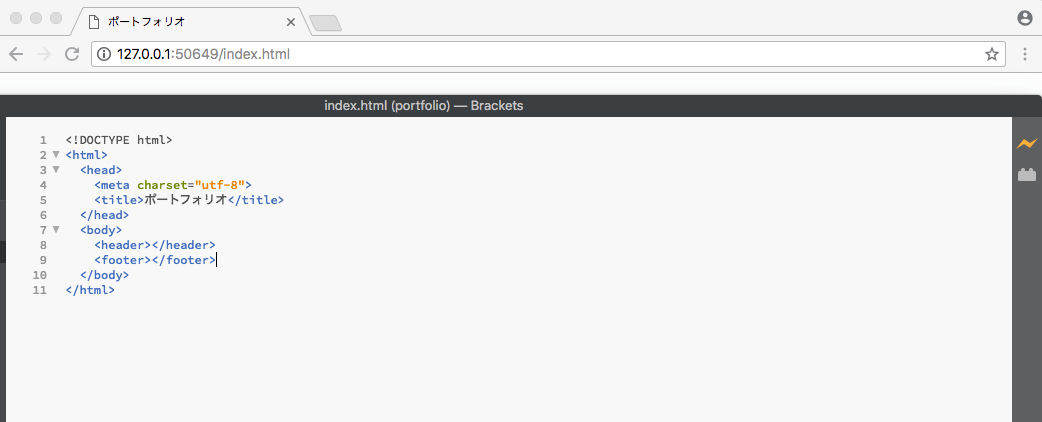 ポートフォリオ
127.0.0.1:50649/index.html
index.html (portfolio) — Brackets
1 <!DOCTYPE html>
2 <html>
3 <head>
4 <meta charset="utf-8">
5 <title>ポートフォリオ</title>
6 </head>
7 <body>
8 <header></header>
9 <footer></footer>
10 </body>
11 </html>